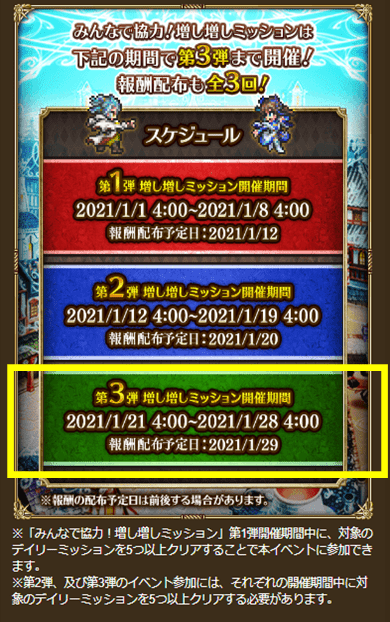 みんなで協力！増し増しミッションは
下記の期間で第3弾まで開催！
報酬配布も全3回！
スケジュール
第1弾 増し増しミッション開催期間
2021/1/1 4:00~2021/1/8 4:00
報酬配布予定日：2021/1/12
第2弾 増し増しミッション開催期間
2021/1/12 4:00~2021/1/19 4:00
報酬配布予定日：2021/1/20
第3弾 増し増しミッション開催期間
2021/1/21 4:00~2021/1/28 4:00
報酬配布予定日：2021/1/29
※報酬の配布予定日は前後する場合があります。
※「みんなで協力！増し増しミッション」第1弾開催期間中に、対象の
デイリーミッションを5つ以上クリアすることで本イベントに参加でき
ます。
※第2弾、及び第3弾のイベント参加には、それぞれの開催期間中に対
象のデイリーミッションを5つ以上クリアする必要があります。